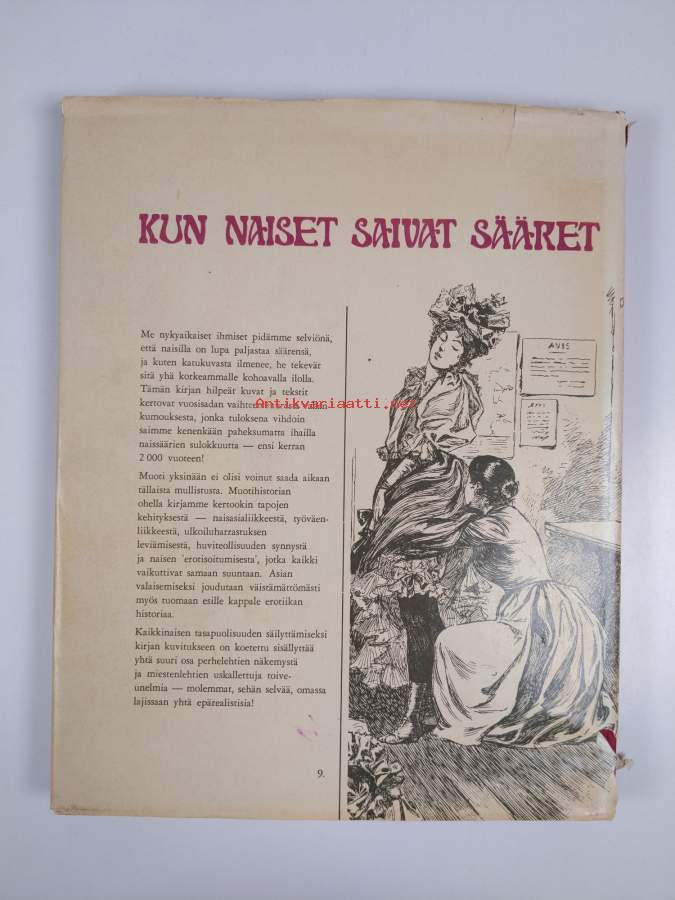 KUN NAISET SAIVAT SÄÄRET
Me nykyaikaiset ihmiset pidämme selviönä,
että naisilla on lupa paljastaa säärensä,
ja kuten katukuvasta ilmenee, he tekevät
sitä yhä korkeammalle kohoavalla ilolla.
Tämän kirjan hilpeät kuvat ja tekstit
kertovat vuosisadan
kumouksesta, jonka tuloksena vihdoin
saimme kenenkään paheksumatta ihailla
naissäärien sulokkuutta — ensi kerran
2 000 vuoteen!
Muoti yksinään ei olisi voinut saada aikaan
tällaista mullistusta. Muotihistorian
ohella kirjamme kertookin tapojen
kehityksestä — naisasialiikkeestä, työväen-
liikkeestä, ulkoiluharrastuksen
leviämisestä, huviteollisuuden synnystä
ja naisen 'erotisoitumisesta', jotka kaikki
vaikuttivat samaan suuntaan. Asian
valaisemiseksi joudutaan väistämättömästi
myös tuomaan esille kappale erotiikan
historiaa.
Kaikkinaisen tasapuolisuuden säilyttämiseksi
kirjan kuvitukseen on koetettu sisällyttää
yhtä suuri osa perhelehtien näkemystä
ja miestenlehtien uskallettuja toive-
unelmia — molemmat, sehän selvää, omassa
lajissaan yhtä epärealistisia!
9.
AVIS
Antikvariaatti.net